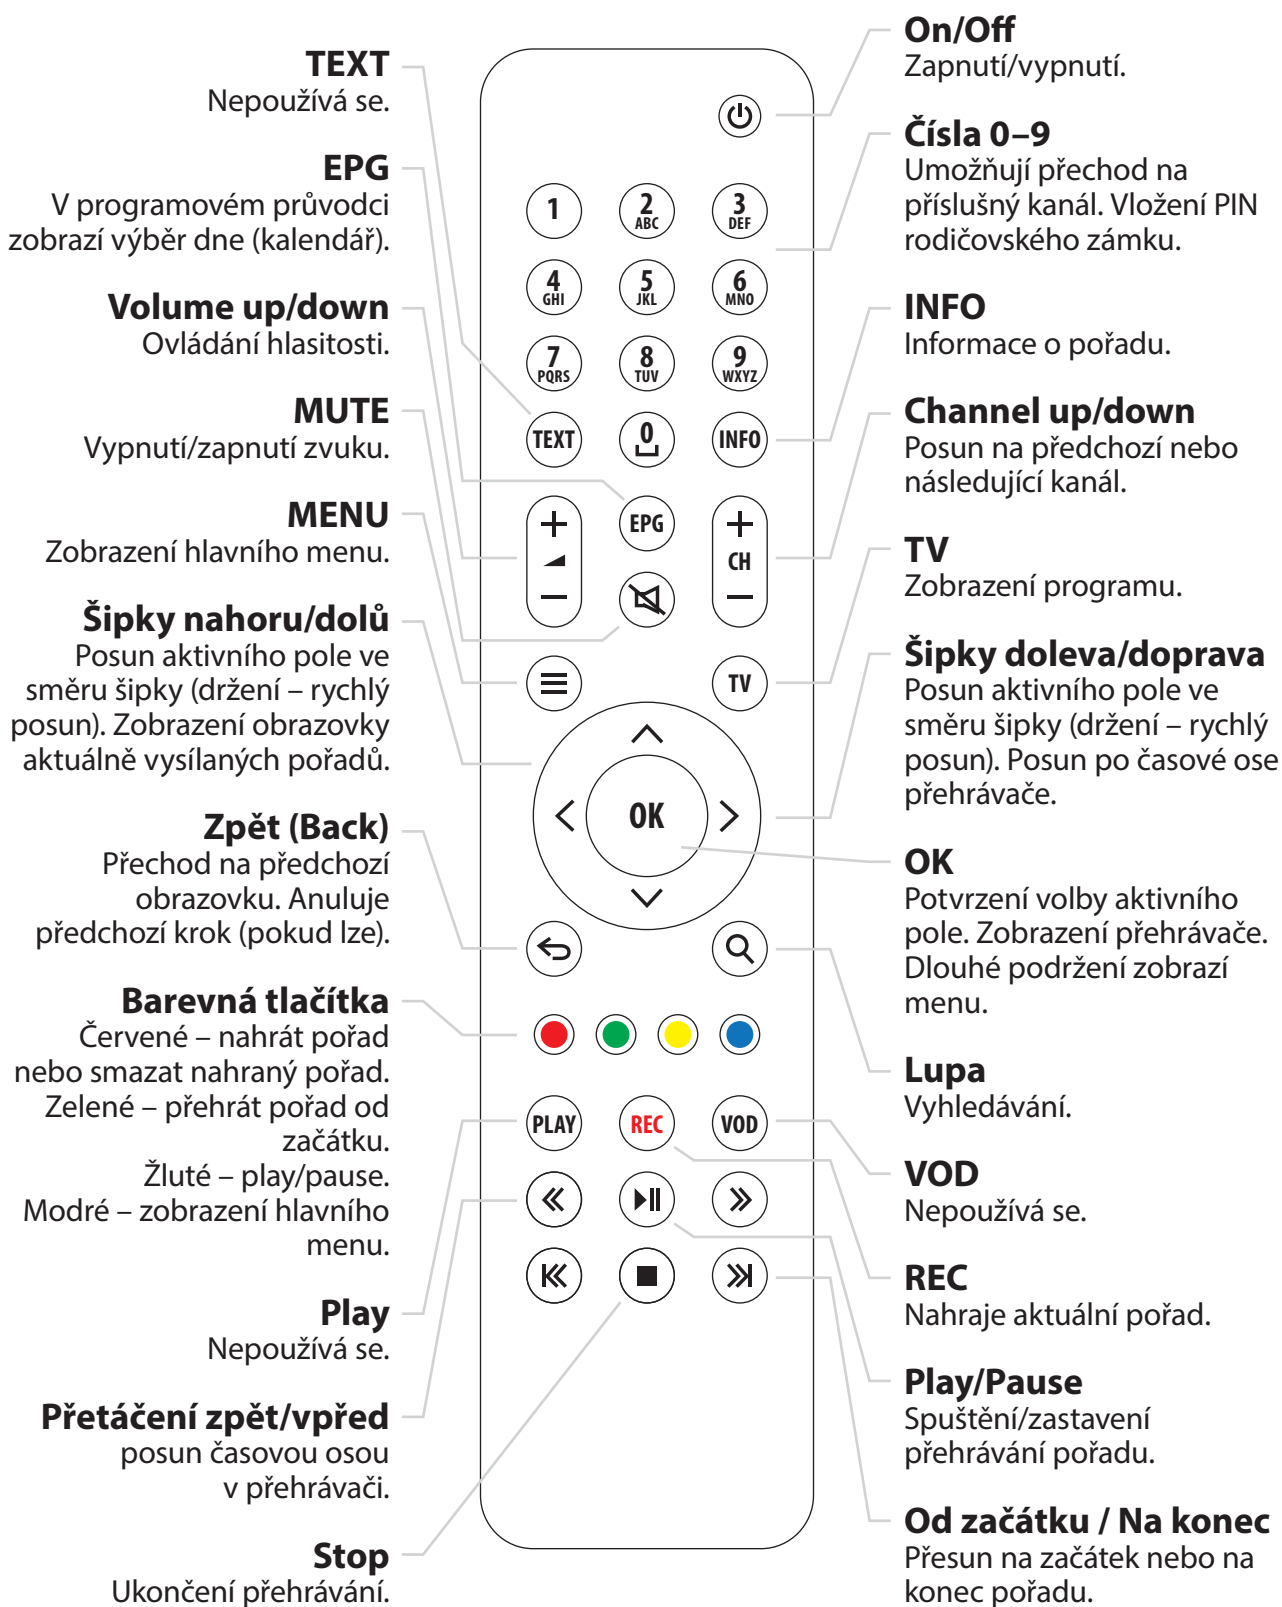 TEXT
Nepoužívá se.
EPG
V programovém průvodci
zobrazí výběr dne (kalendář).
Volume up/down
Ovládání hlasitosti.
MUTE
Vypnutí/zapnutí zvuku.
MENU
Zobrazení hlavního menu.
Šipky nahoru/dolů
Posun aktivního pole ve
směru šipky (držení – rychlý
posun). Zobrazení obrazovky
aktuálně vysílaných pořadů.
Zpět (Back)
Přechod na předchozí
obrazovku. Anuluje
předchozí krok (pokud lze).
Barevná tlačítka
Červené – nahrát pořad
nebo smazat nahraný pořad.
Zelené – přehrát pořad od
začátku.
Žluté – play/pause.
Modré – zobrazení hlavního
menu.
Play
Nepoužívá se.
Přetáčení zpět/vpřed
posun časovou osou
v přehrávači.
Stop
Ukončení přehrávání.
1
2
ABC
3
DEF
4
GHI
5
JKL
6
MNO
7
PQRS
8
TUV
9
WXYZ
TEXT
0
INFO
+
EPG
+
CH
–
–
TV
OK
PLAY
REC
VOD
On/Off
Zapnutí/vypnutí.
Čísla 0–9
Umožňují přechod na
příslušný kanál. Vložení PIN
rodičovského zámku.
INFO
Informace o pořadu.
Channel up/down
Posun na předchozí nebo
následující kanál.
TV
Zobrazení programu.
Šipky doleva/doprava
Posun aktivního pole ve
směru šipky (držení – rychlý
posun). Posun po časové ose
přehrávače.
OK
Potvrzení volby aktivního
pole. Zobrazení přehrávače.
Dlouhé podržení zobrazí
menu.
Lupa
Vyhledávání.
VOD
Nepoužívá se.
REC
Nahraje aktuální pořad.
Play/Pause
Spuštění/zastavení
přehrávání pořadu.
Od začátku / Na konec
Přesun na začátek nebo na
konec pořadu.